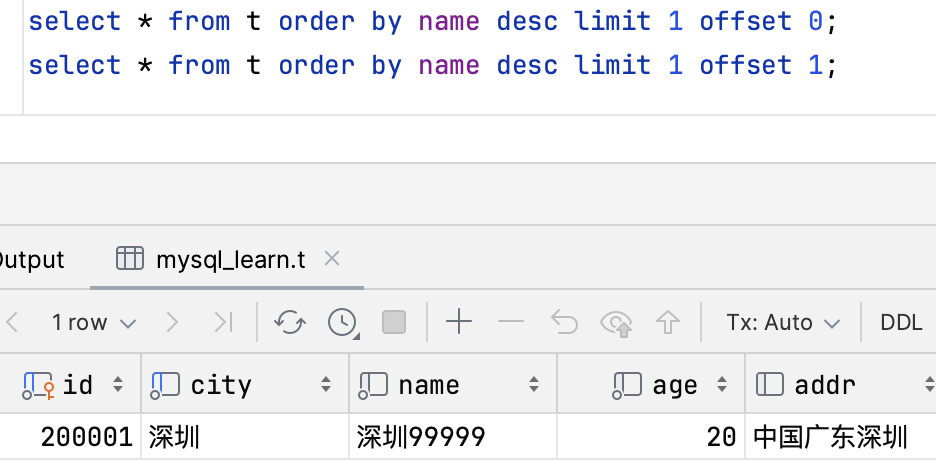 select * from t order by name desc limit 1 offset 0;
select * from t order by name desc limit 1 offset 1;
Output mysql_learn.t
1 row Tx: Auto DDL
id city name age addr
200001 深圳 深圳99999 20 中国广东深圳